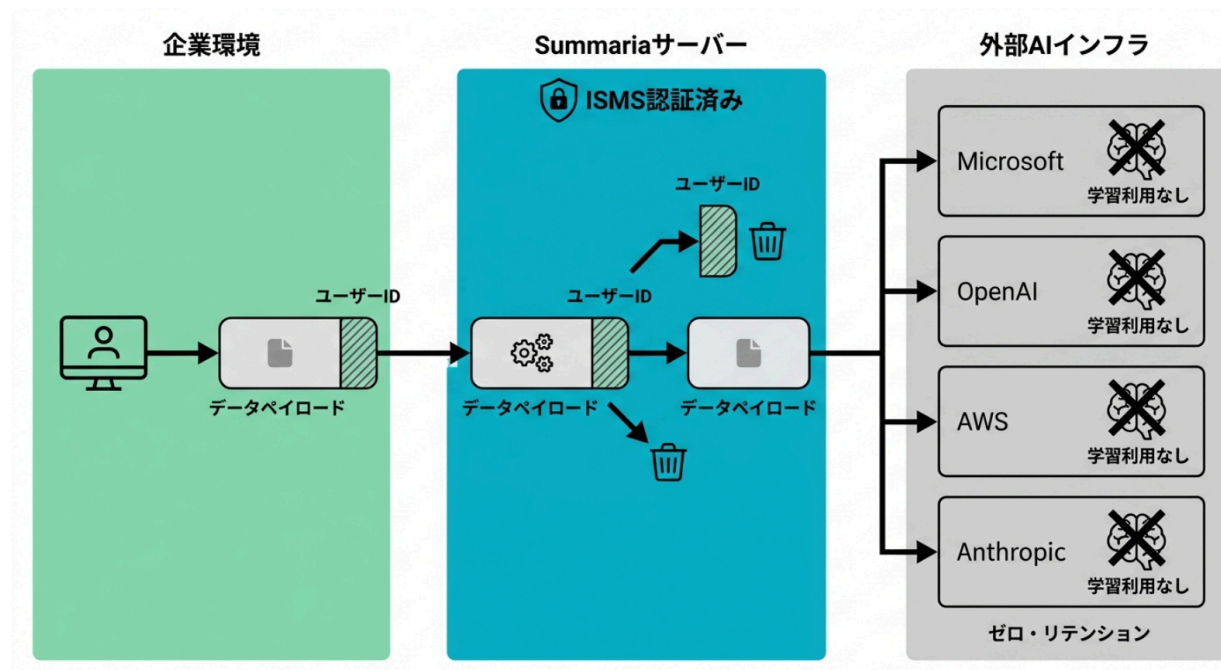 企業環境
Summariaサーバー
外部AIインフラ
ISMS認証済み
ユーザーID
データペイロード
ユーザーID
ユーザーID
データペイロード
データペイロード
Microsoft
学習利用なし
OpenAI
学習利用なし
AWS
学習利用なし
Anthropic
学習利用なし
ゼロ・リテンション